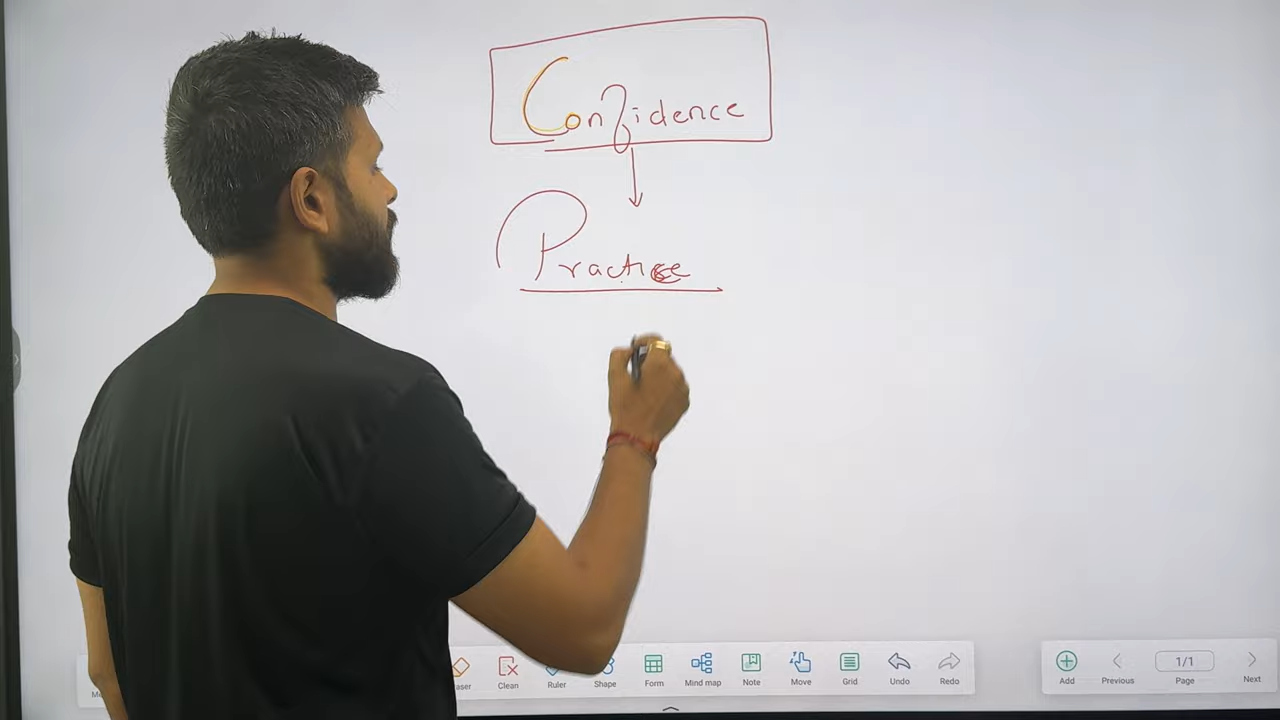 Confidence
Practice
Eraser Clean Ruler Shape Form Mind map Note Move Grid Undo Redo
Add Previous 1/1 Page Next